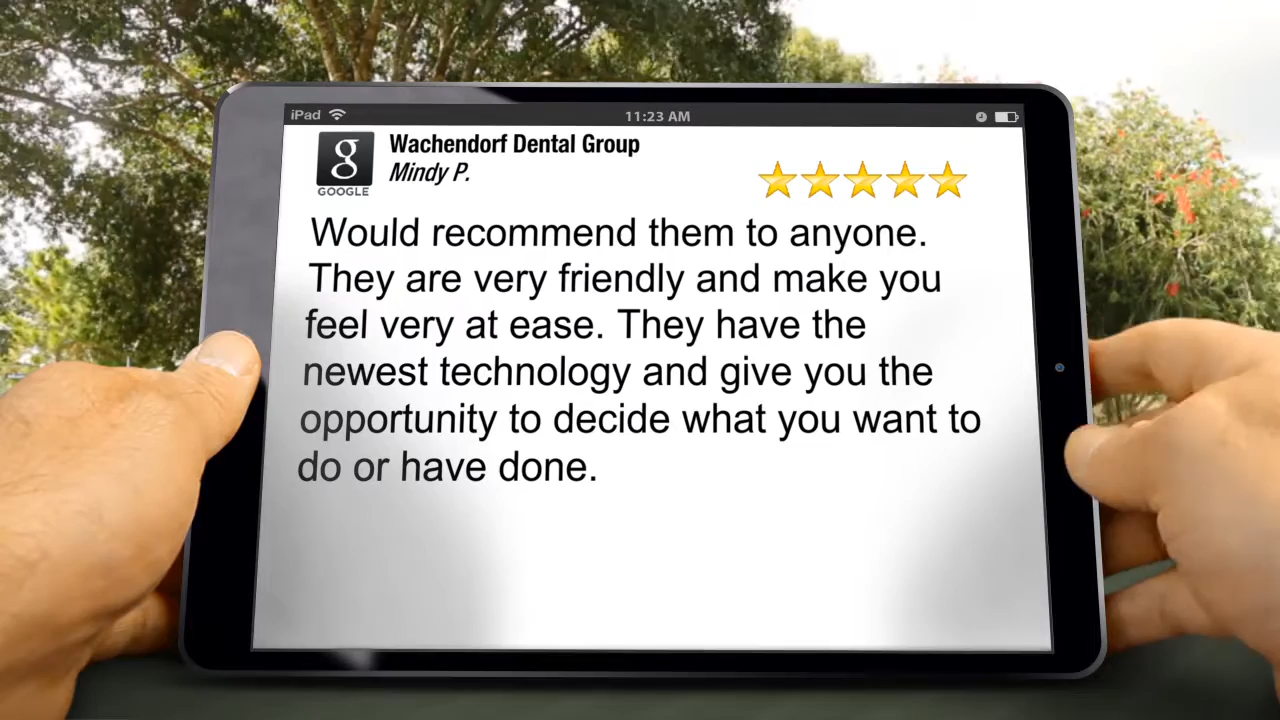 iPad 11:23 AM
g
GOOGLE
Wachendorf Dental Group
Mindy P.
Would recommend them to anyone.
They are very friendly and make you
feel very at ease. They have the
newest technology and give you the
opportunity to decide what you want to
do or have done.